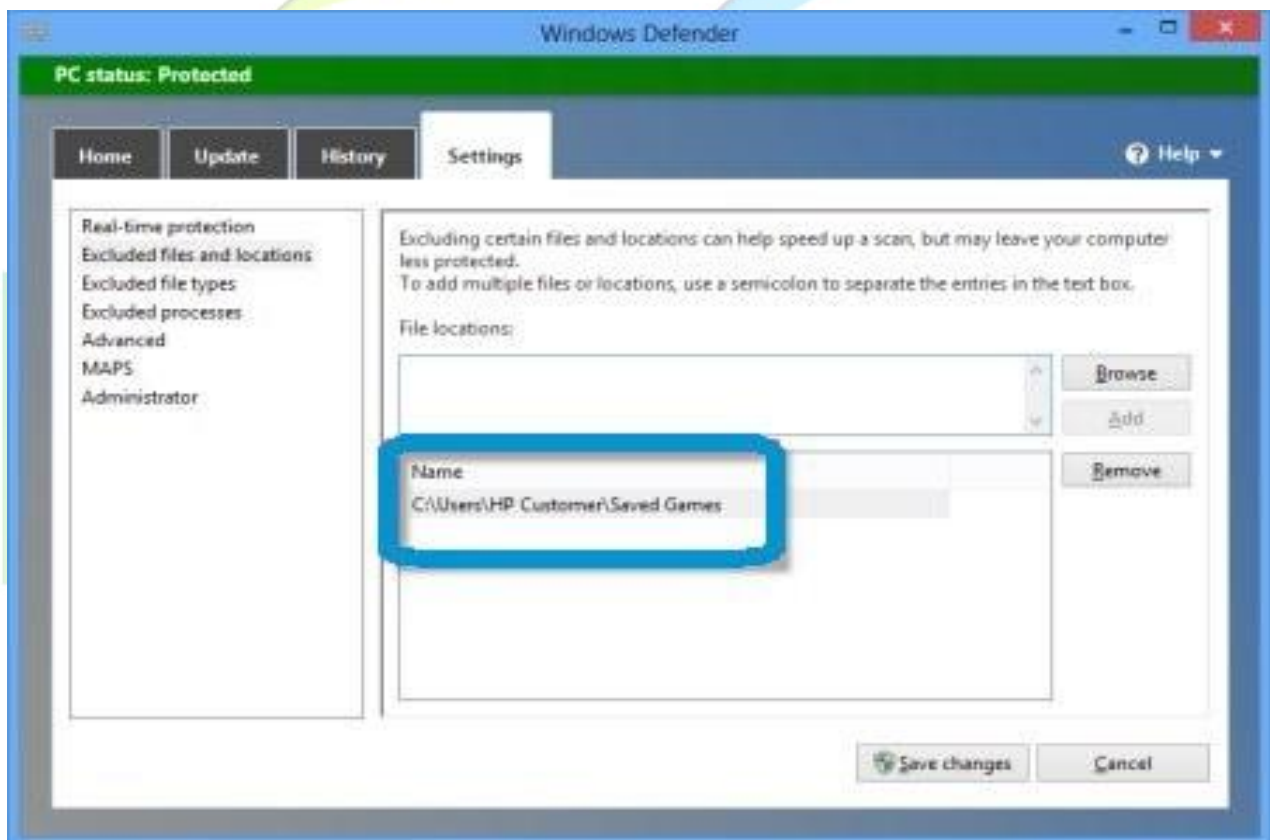 Windows Defender
PC status: Protected
Home Update History Settings Help
Real-time protection
Excluded files and locations
Excluded file types
Excluded processes
Advanced
MAPS
Administrator
Excluding certain files and locations can help speed up a scan, but may leave your computer
less protected.
To add multiple files or locations, use a semicolon to separate the entries in the text box.
File locations:
Browse
Add
Name
C:\Users\HP Customer\Saved Games
Remove
Save changes Cancel